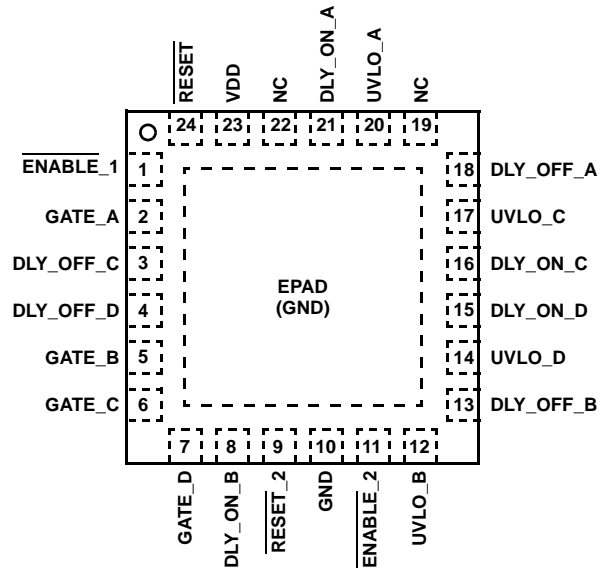 RESET
VDD
NC
DLY_ON_A
UVLO_A
NC
24 23 22 21 20 19
ENABLE_1 1
GATE_A 2
DLY_OFF_C 3
DLY_OFF_D 4
GATE_B 5
GATE_C 6
EPAD
(GND)
18 DLY_OFF_A
17 UVLO_C
16 DLY_ON_C
15 DLY_ON_D
14 UVLO_D
13 DLY_OFF_B
7 8 9 10 11 12
GATE_D
DLY_ON_B
RESET_2
GND
ENABLE_2
UVLO_B